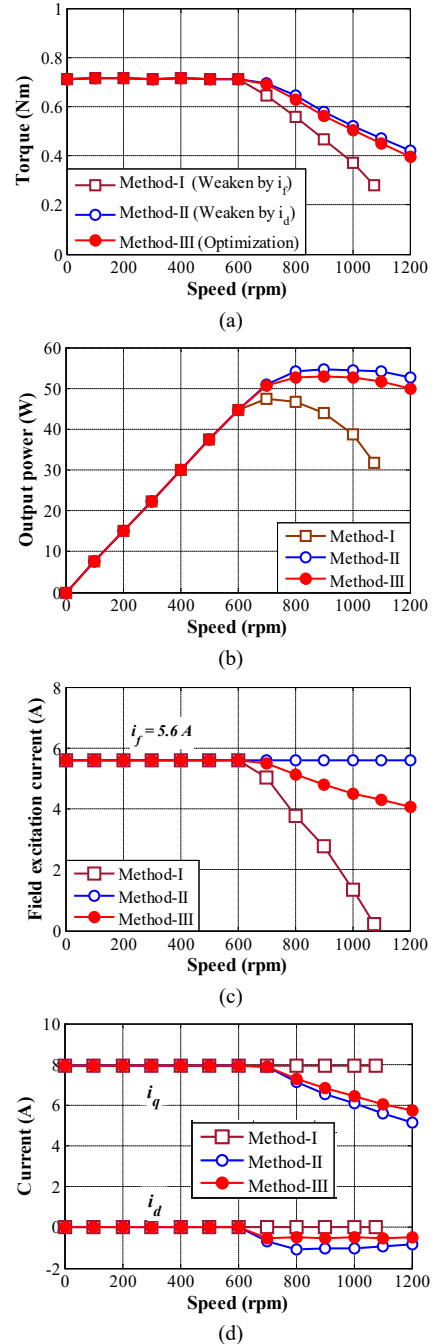 1
0.8
0.6
0.4
0.2
0
Torque (Nm)
Method-I (Weaken by i_f)
Method-II (Weaken by i_d)
Method-III (Optimization)
0 200 400 600 800 1000 1200
Speed (rpm)
(a)
60
50
40
30
20
10
0
Output power (W)
Method-I
Method-II
Method-III
0 200 400 600 800 1000 1200
Speed (rpm)
(b)
8
6
4
2
0
Field excitation current (A)
i_f = 5.6 A
Method-I
Method-II
Method-III
0 200 400 600 800 1000 1200
Speed (rpm)
(c)
10
8
6
4
2
0
-2
Current (A)
i_q
Method-I
Method-II
Method-III
i_d
0 200 400 600 800 1000 1200
Speed (rpm)
(d)